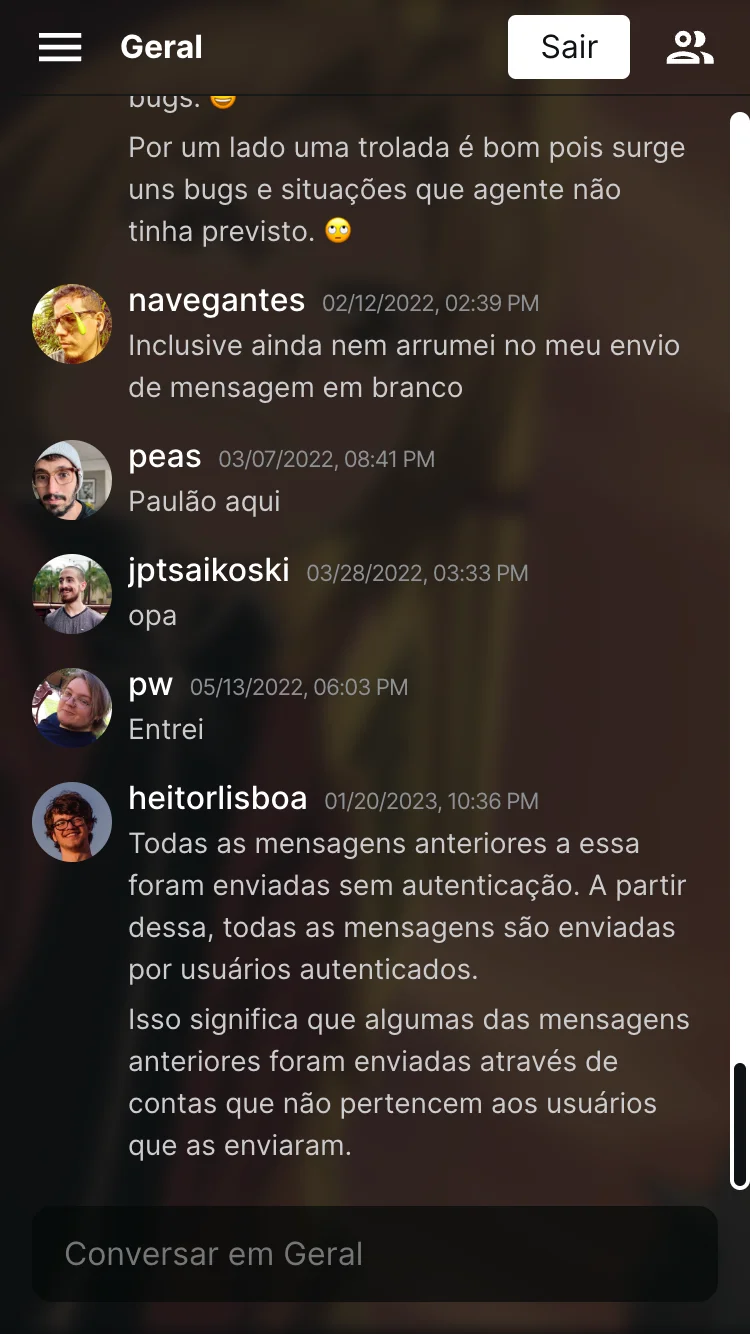 Geral
Sair
bugs. 😄
Por um lado uma trolada é bom pois surge
uns bugs e situações que agente não
tinha previsto. 🙄
navegantes 02/12/2022, 02:39 PM
Inclusive ainda nem arrumei no meu envio
de mensagem em branco
peas 03/07/2022, 08:41 PM
Paulão aqui
jptsaikoski 03/28/2022, 03:33 PM
opa
pw 05/13/2022, 06:03 PM
Entrei
heitorlisboa 01/20/2023, 10:36 PM
Todas as mensagens anteriores a essa
foram enviadas sem autenticação. A partir
dessa, todas as mensagens são enviadas
por usuários autenticados.
Isso significa que algumas das mensagens
anteriores foram enviadas através de
contas que não pertencem aos usuários
que as enviaram.
Conversar em Geral